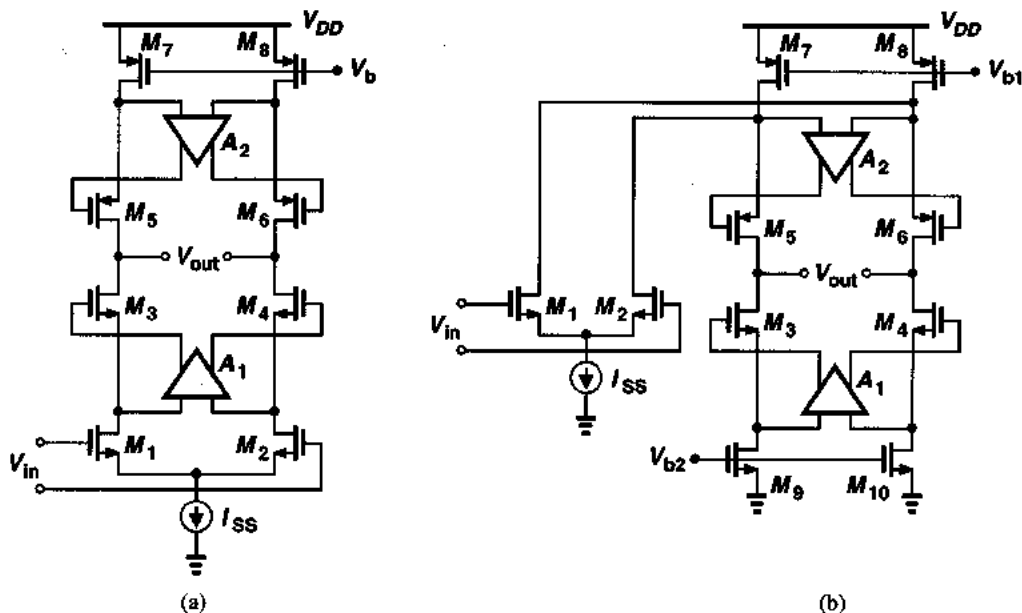 V_DD
M_7
M_8
V_b
A_2
M_5
M_6
V_out
M_3
M_4
A_1
M_1
M_2
V_in
I_SS
(a)
V_DD
M_7
M_8
V_b1
A_2
M_5
M_6
V_out
M_1
M_2
M_3
M_4
V_in
A_1
I_SS
V_b2
M_9
M_10
(b)